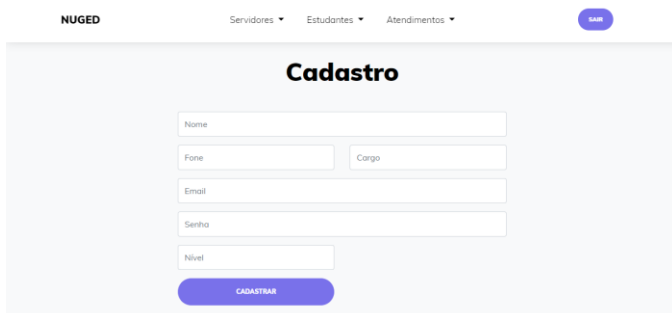 NUGED Servidores Estudantes Atendimentos SAIR
Cadastro
Nome
Fone Cargo
Email
Senha
Nível
CADASTRAR